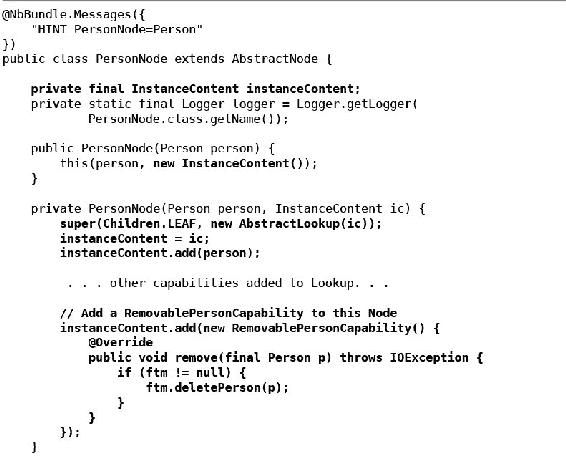 @NbBundle.Messages({
    "HINT_PersonNode=Person"
})
public class PersonNode extends AbstractNode {
    private final InstanceContent instanceContent;
    private static final Logger logger = Logger.getLogger(
            PersonNode.class.getName());
    public PersonNode(Person person) {
        this(person, new InstanceContent());
    }
    private PersonNode(Person person, InstanceContent ic) {
        super(Children.LEAF, new AbstractLookup(ic));
        instanceContent = ic;
        instanceContent.add(person);
         . . . other capabilities added to Lookup. . .
        // Add a RemovablePersonCapability to this Node
        instanceContent.add(new RemovablePersonCapability() {
            @Override
            public void remove(final Person p) throws IOException {
                if (ftm != null) {
                    ftm.deletePerson(p);
                }
            }
        });
    }